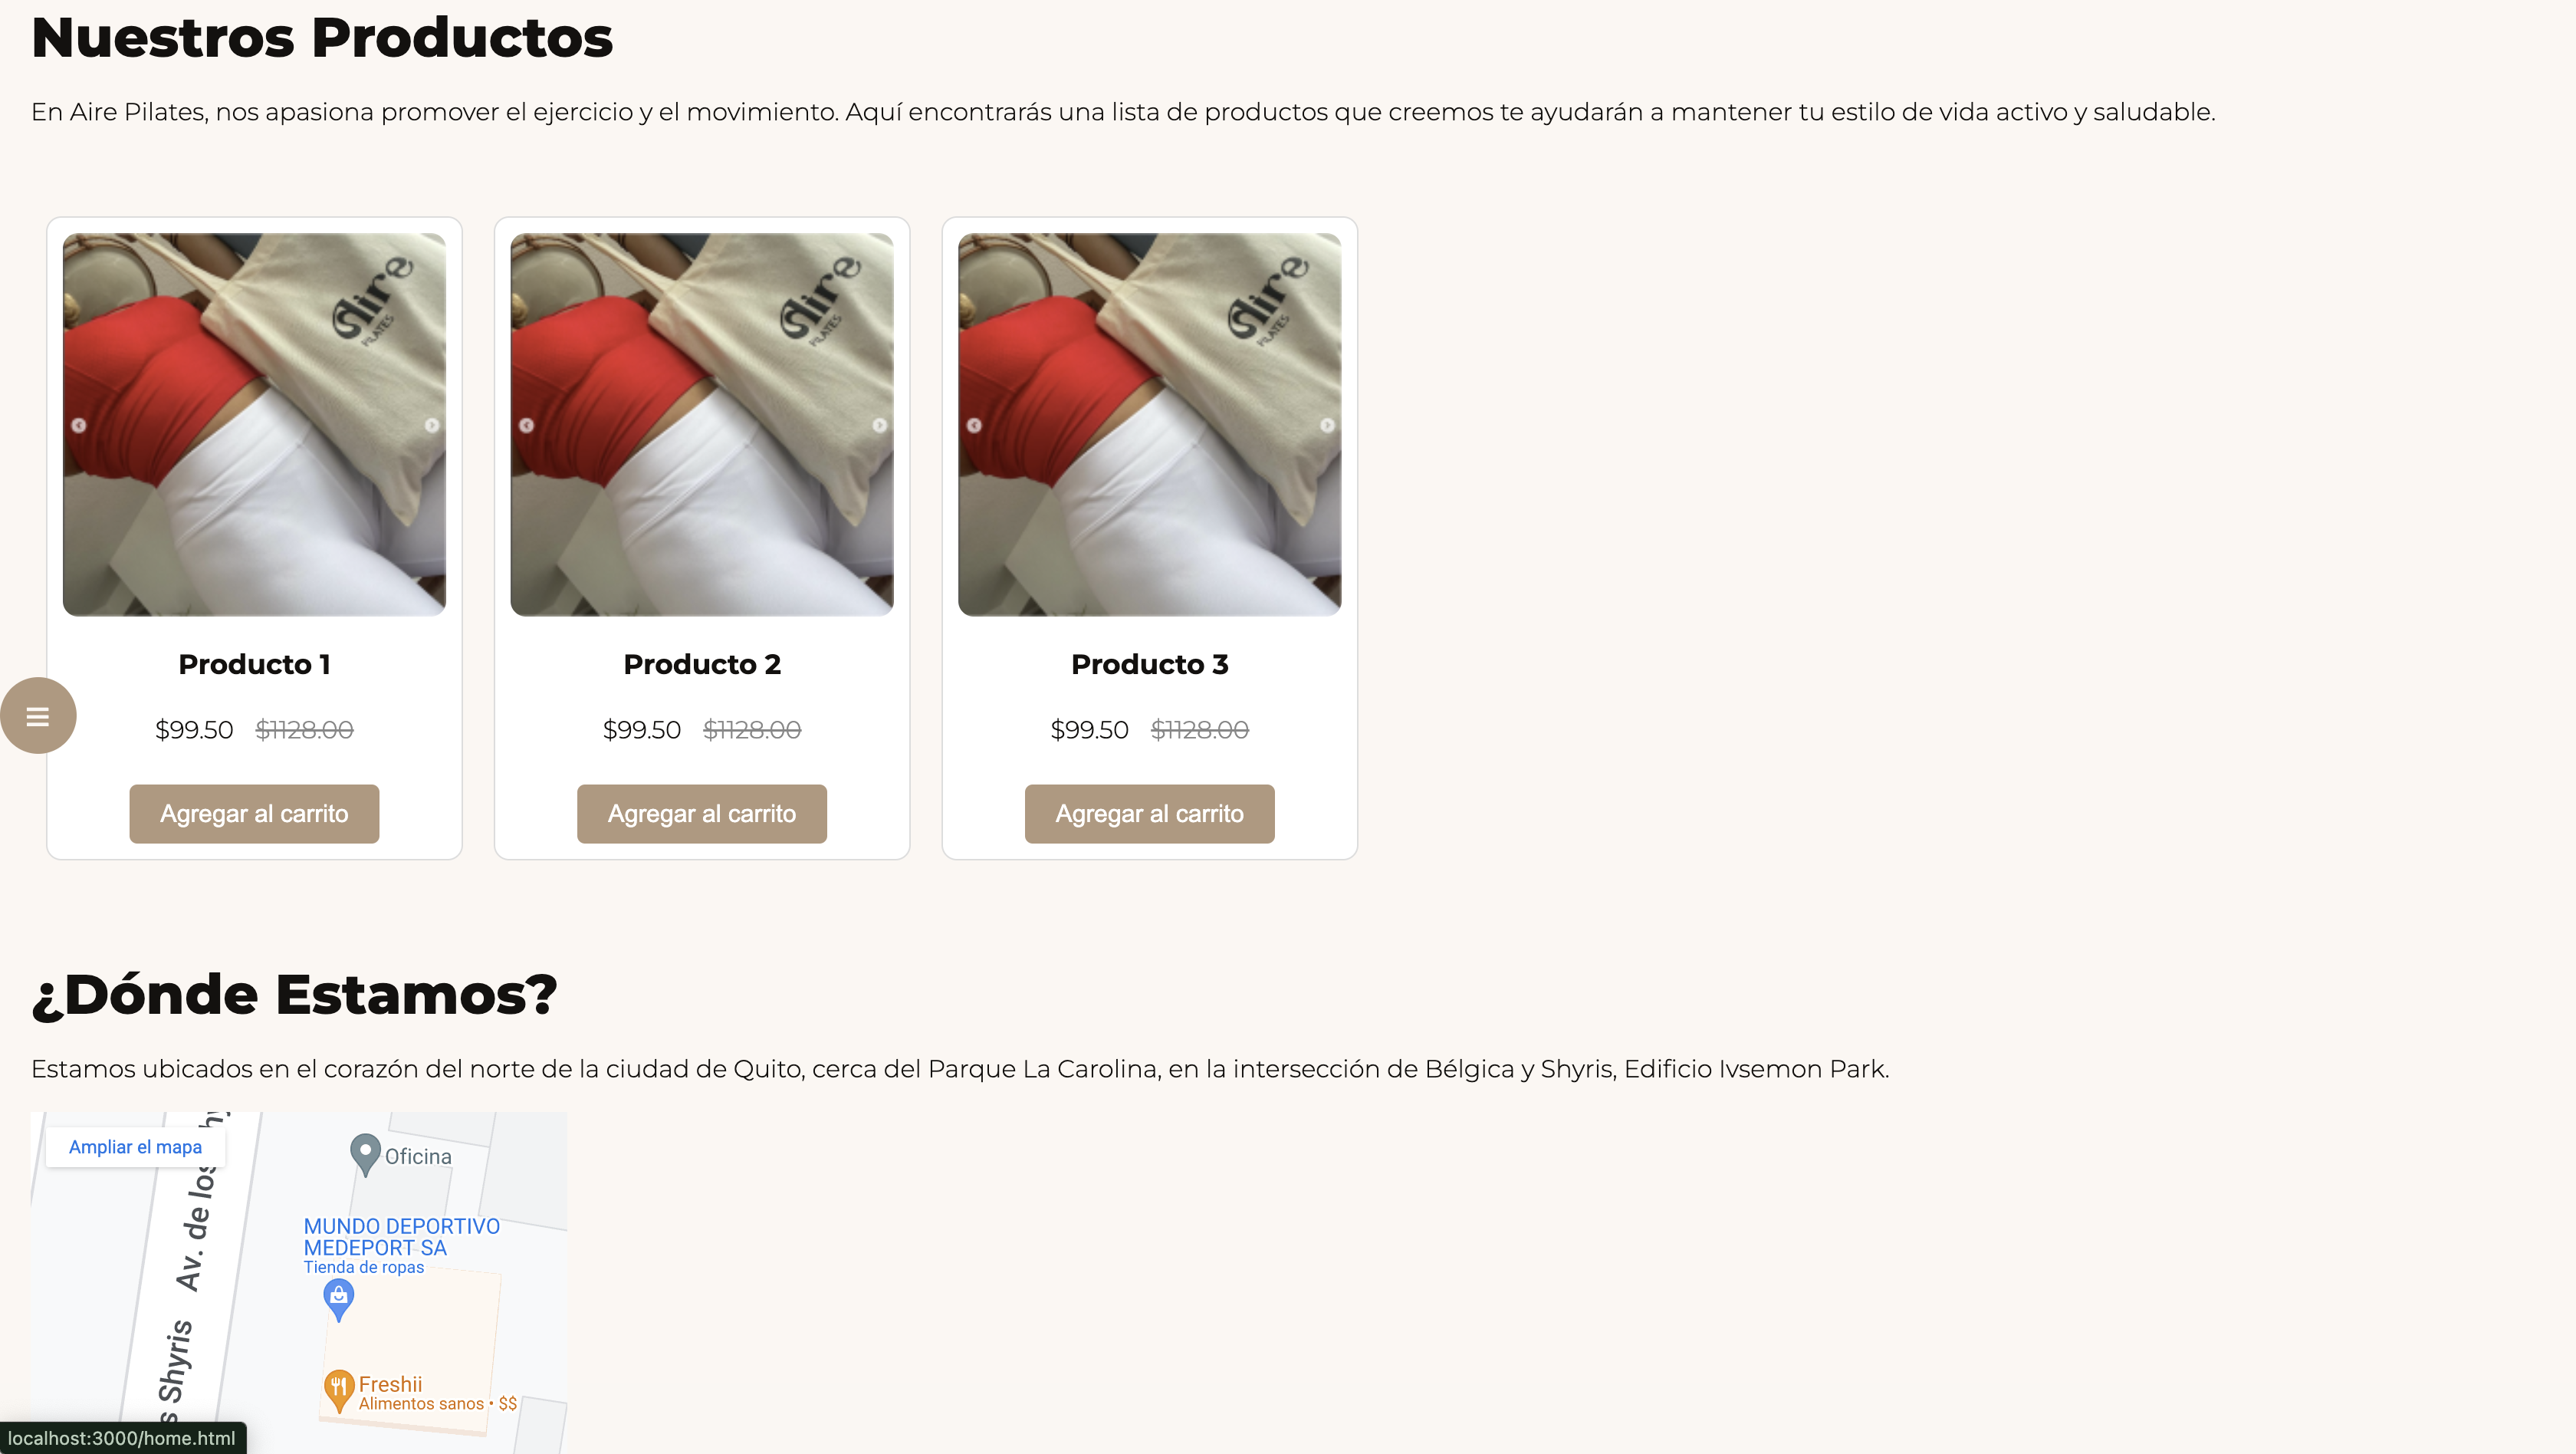 Nuestros Productos
En Aire Pilates, nos apasiona promover el ejercicio y el movimiento. Aquí encontrarás una lista de productos que creemos te ayudarán a mantener tu estilo de vida activo y saludable.
Aire
PILATES
Aire
PILATES
Aire
PILATES
Producto 1
Producto 2
Producto 3
$99.50 $1128.00
$99.50 $1128.00
$99.50 $1128.00
Agregar al carrito
Agregar al carrito
Agregar al carrito
¿Dónde Estamos?
Estamos ubicados en el corazón del norte de la ciudad de Quito, cerca del Parque La Carolina, en la intersección de Bélgica y Shyris, Edificio Ivsemon Park.
Ampliar el mapa
Oficina
Av. de los
MUNDO DEPORTIVO
MEDEPORT SA
Tienda de ropas
s Shyris
Freshii
Alimentos sanos • $$
localhost:3000/home.html